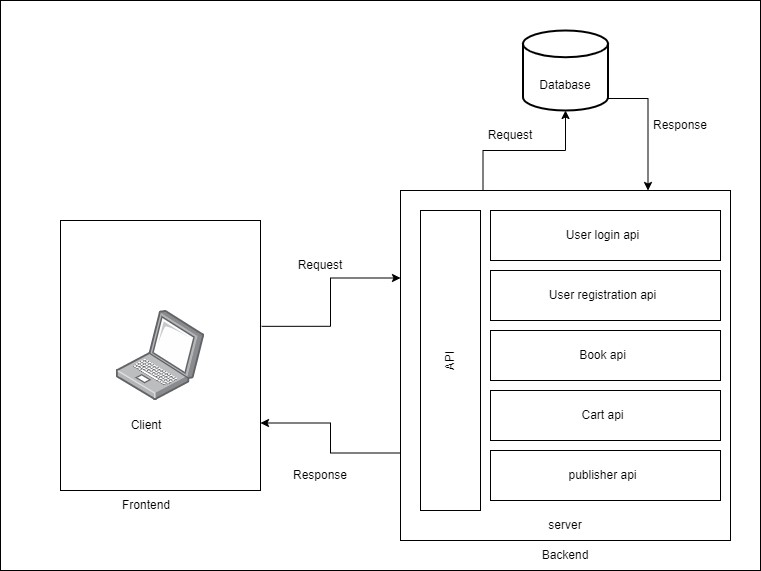 Database
Request
Response
User login api
Request
User registration api
API
Book api
Cart api
Client
Response
publisher api
Frontend
server
Backend